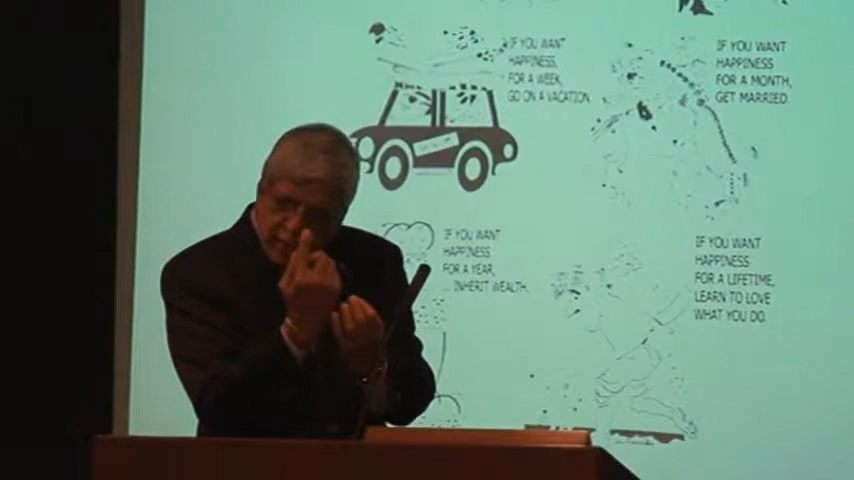 IF YOU WANT
HAPPINESS,
FOR A WEEK,
GO ON A VACATION.
IF YOU WANT
HAPPINESS
FOR A MONTH,
GET MARRIED.
IF YOU WANT
HAPPINESS
FOR A YEAR,
... INHERIT WEALTH.
IF YOU WANT
HAPPINESS
FOR A LIFETIME,
LEARN TO LOVE
WHAT YOU DO.